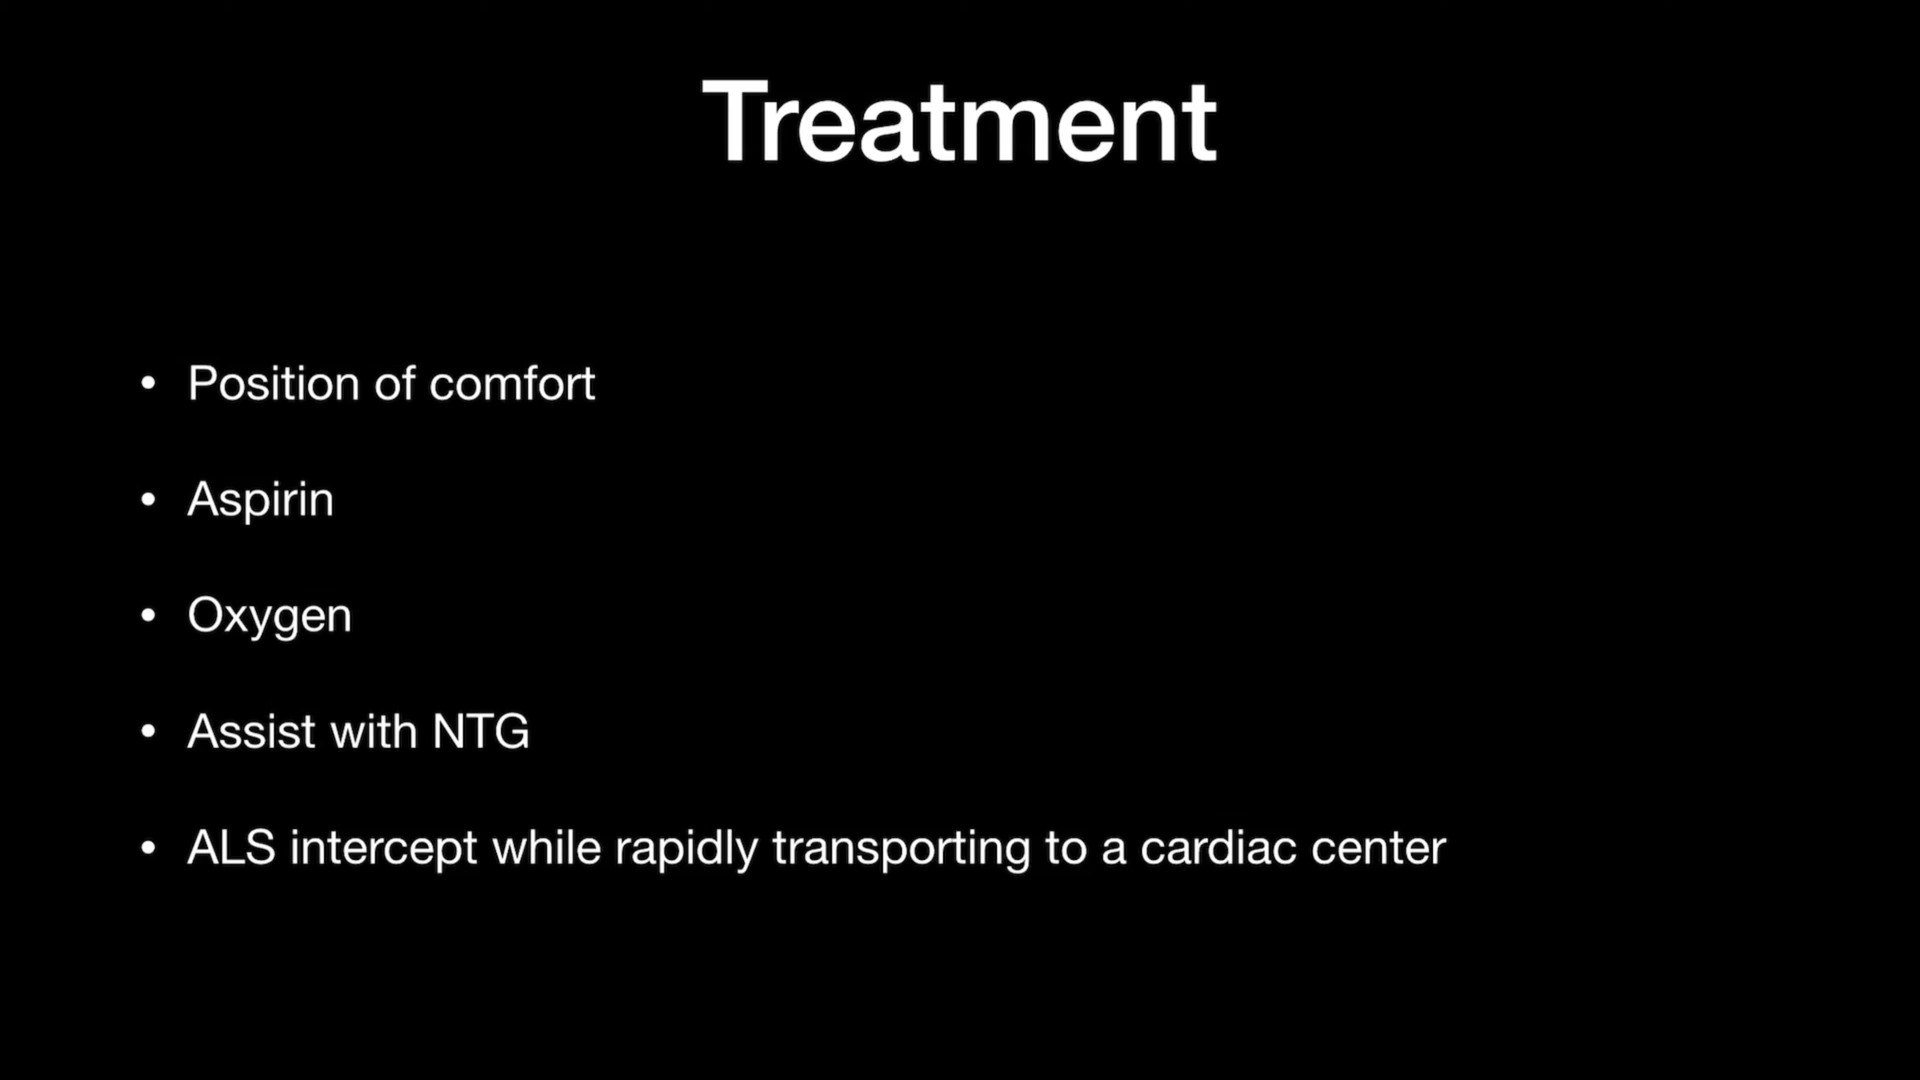 Treatment
• Position of comfort
• Aspirin
• Oxygen
• Assist with NTG
• ALS intercept while rapidly transporting to a cardiac center